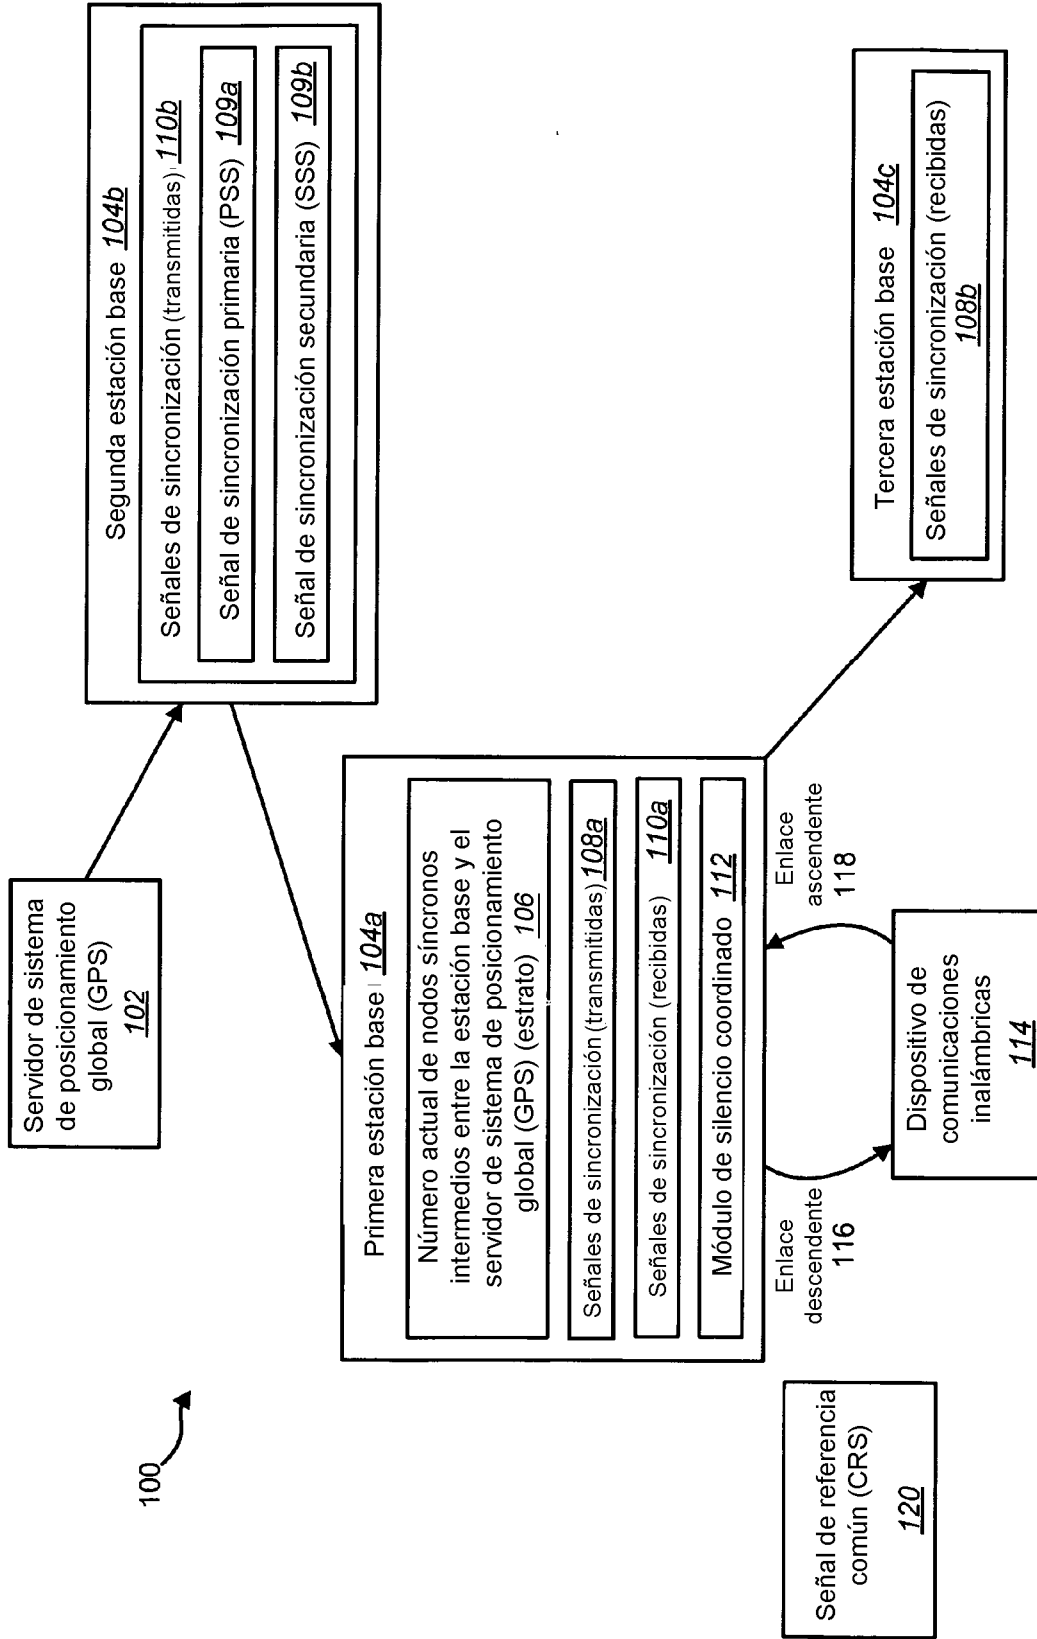 100
Servidor de sistema
de posicionamiento
global (GPS)
102
Segunda estación base 104b
Señales de sincronización (transmitidas) 110b
Señal de sincronización primaria (PSS) 109a
Señal de sincronización secundaria (SSS) 109b
Primera estación base 104a
Número actual de nodos síncronos
intermedios entre la estación base y el
servidor de sistema de posicionamiento
global (GPS) (estrato) 106
Señales de sincronización (transmitidas) 108a
Señales de sincronización (recibidas) 110a
Módulo de silencio coordinado 112
Tercera estación base 104c
Señales de sincronización (recibidas)
108b
Enlace
descendente
116
Enlace
ascendente
118
Señal de referencia
común (CRS)
120
Dispositivo de
comunicaciones
inalámbricas
114